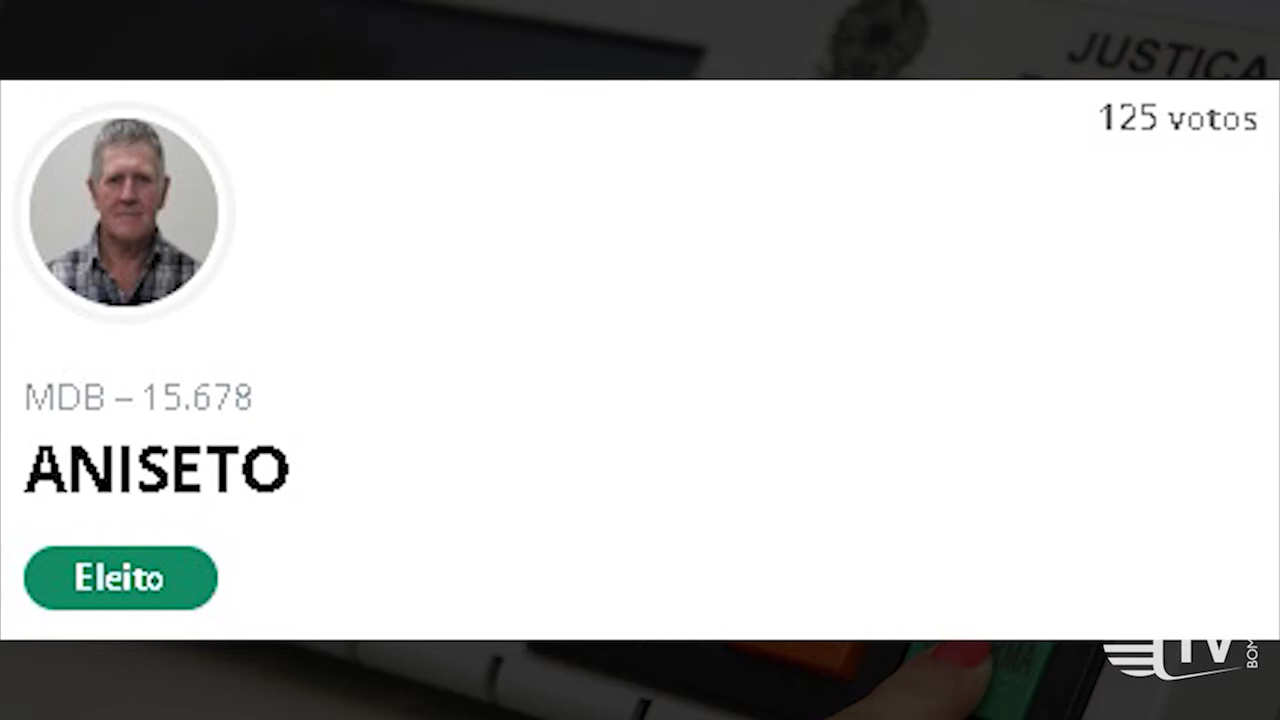 JUSTIÇA
125 votos
MDB – 15.678
ANISETO
Eleito
TV